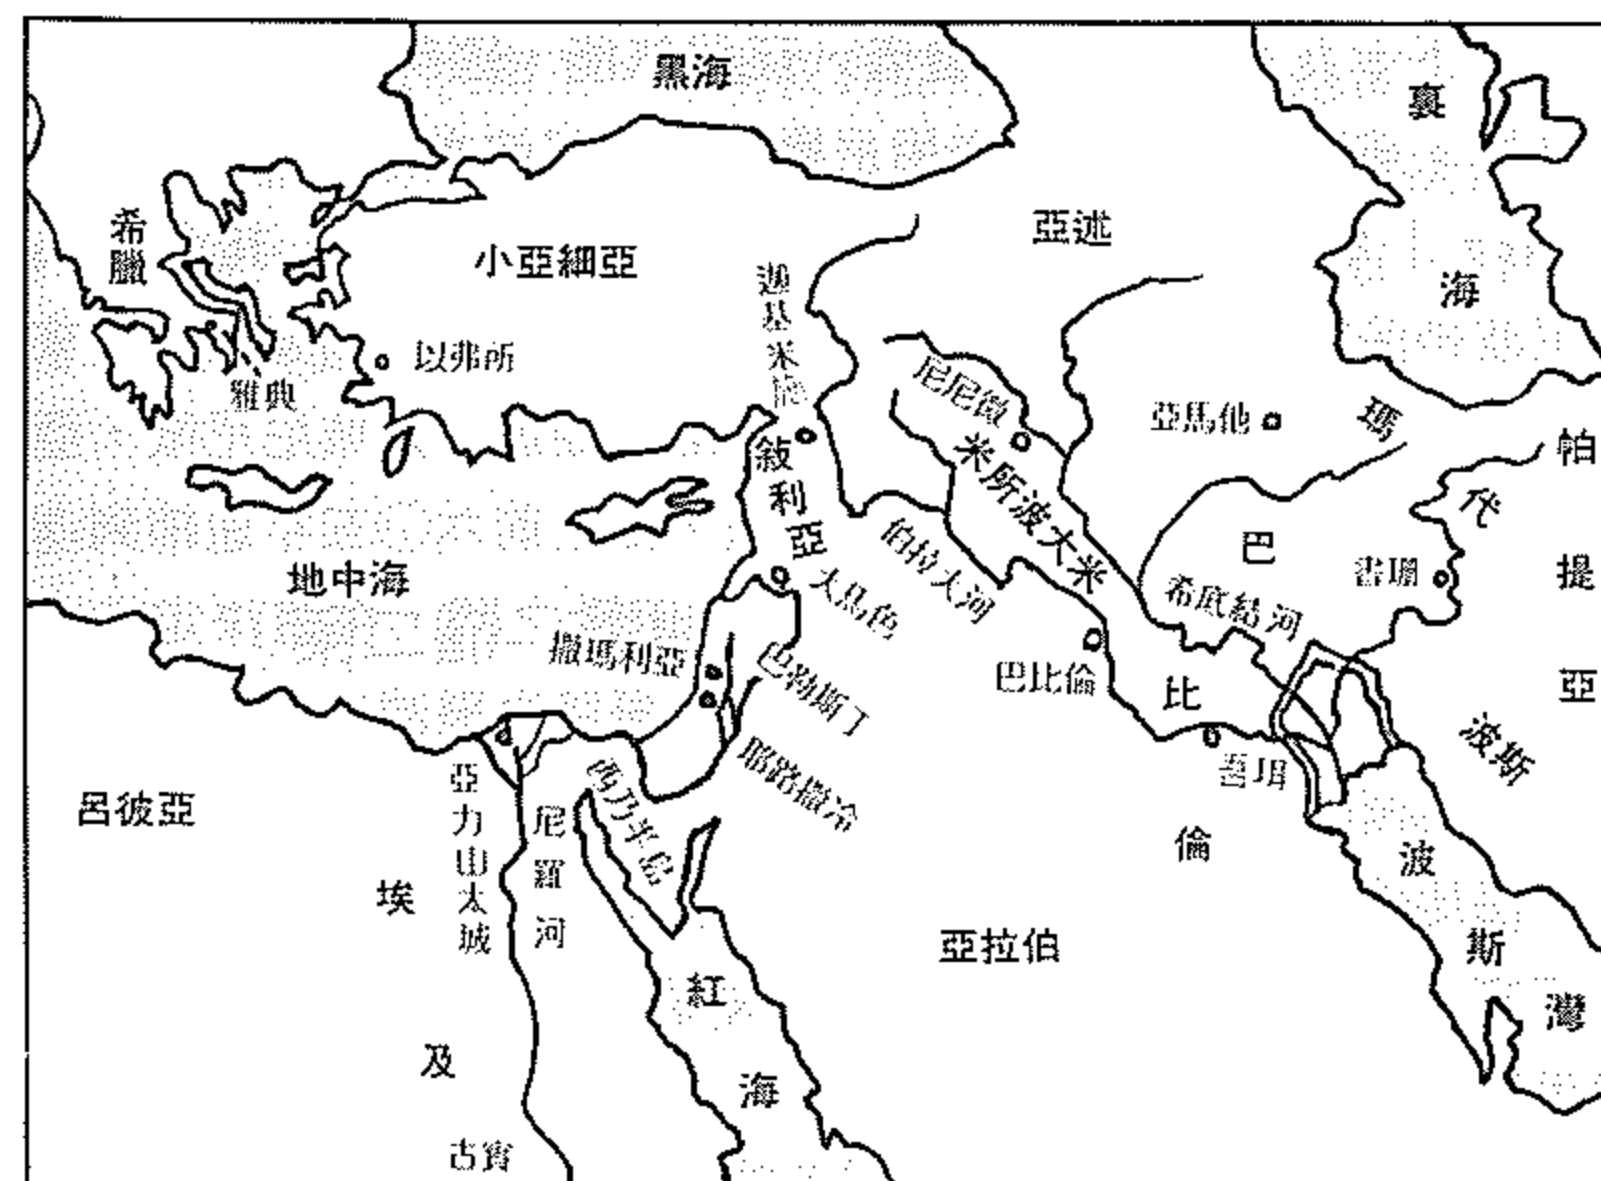 黑海
裏海
希臘
小亞細亞
亞述
迦基米施
以弗所
雅典
尼尼微
亞馬他
瑪代
帕提亞
敍利亞
米所波大米
地中海
大馬色
伯拉大河
巴比倫
書珊
希底結河
撒瑪利亞
巴勒斯丁
巴比倫
耶路撒冷
吾珥
波斯
呂彼亞
亞力山太城
尼羅河
西乃半島
埃及
亞拉伯
波斯灣
紅海
古實